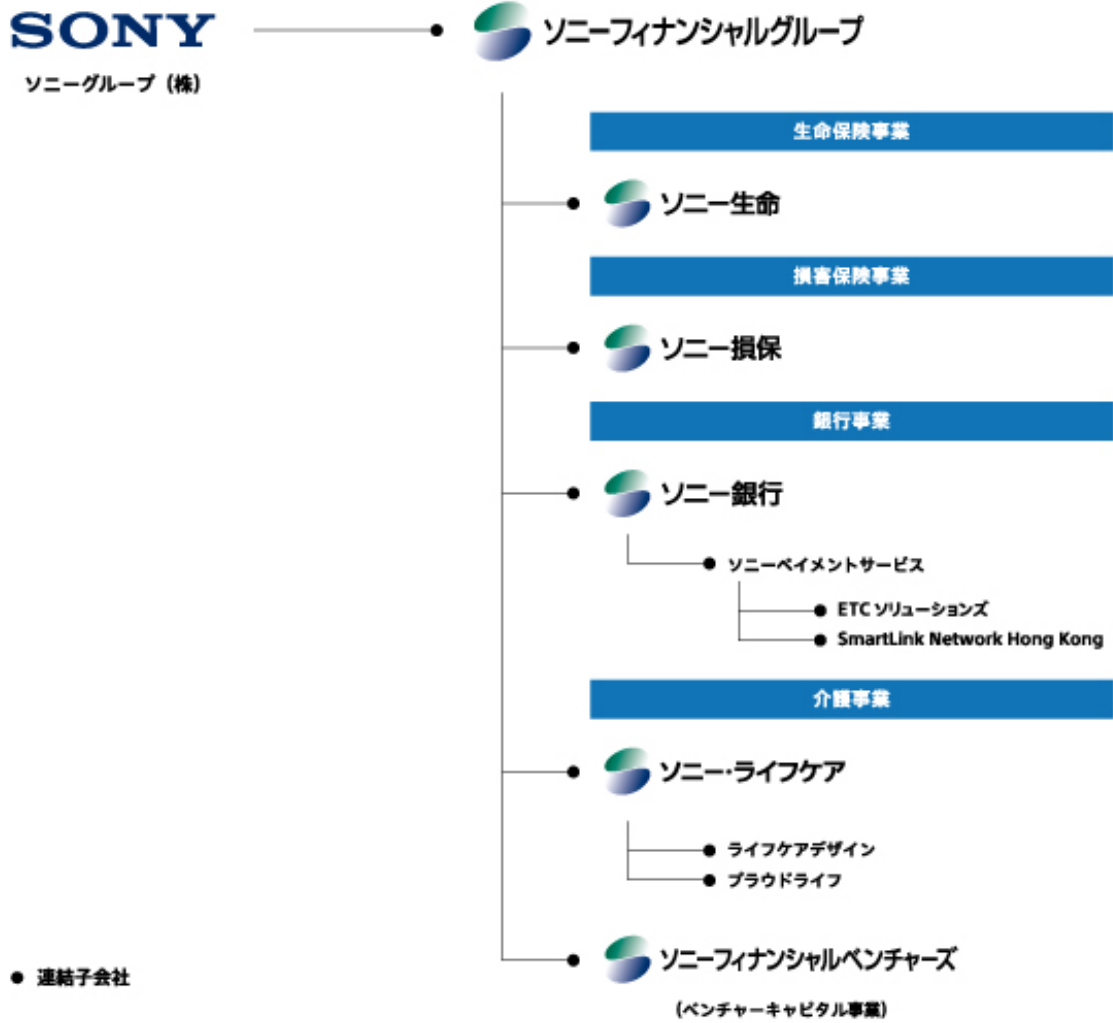 SONY
ソニーグループ（株）
ソニーフィナンシャルグループ
生命保険事業
ソニー生命
損害保険事業
ソニー損保
銀行事業
ソニー銀行
ソニーペイメントサービス
ETC ソリューションズ
SmartLink Network Hong Kong
介護事業
ソニー・ライフケア
ライフケアデザイン
プラウドライフ
ソニーフィナンシャルベンチャーズ
（ベンチャーキャピタル事業）
● 連結子会社